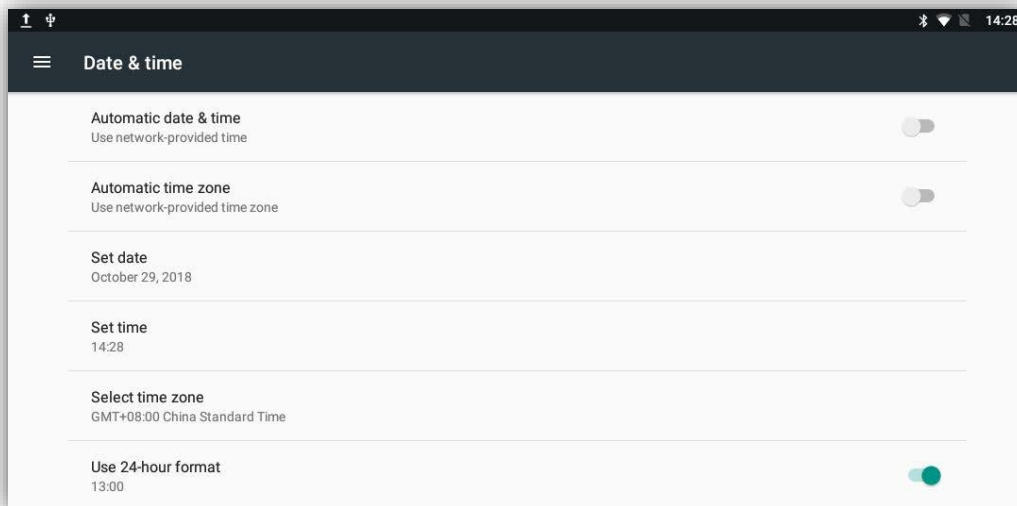 14:28
Date & time
Automatic date & time
Use network-provided time
Automatic time zone
Use network-provided time zone
Set date
October 29, 2018
Set time
14:28
Select time zone
GMT+08:00 China Standard Time
Use 24-hour format
13:00